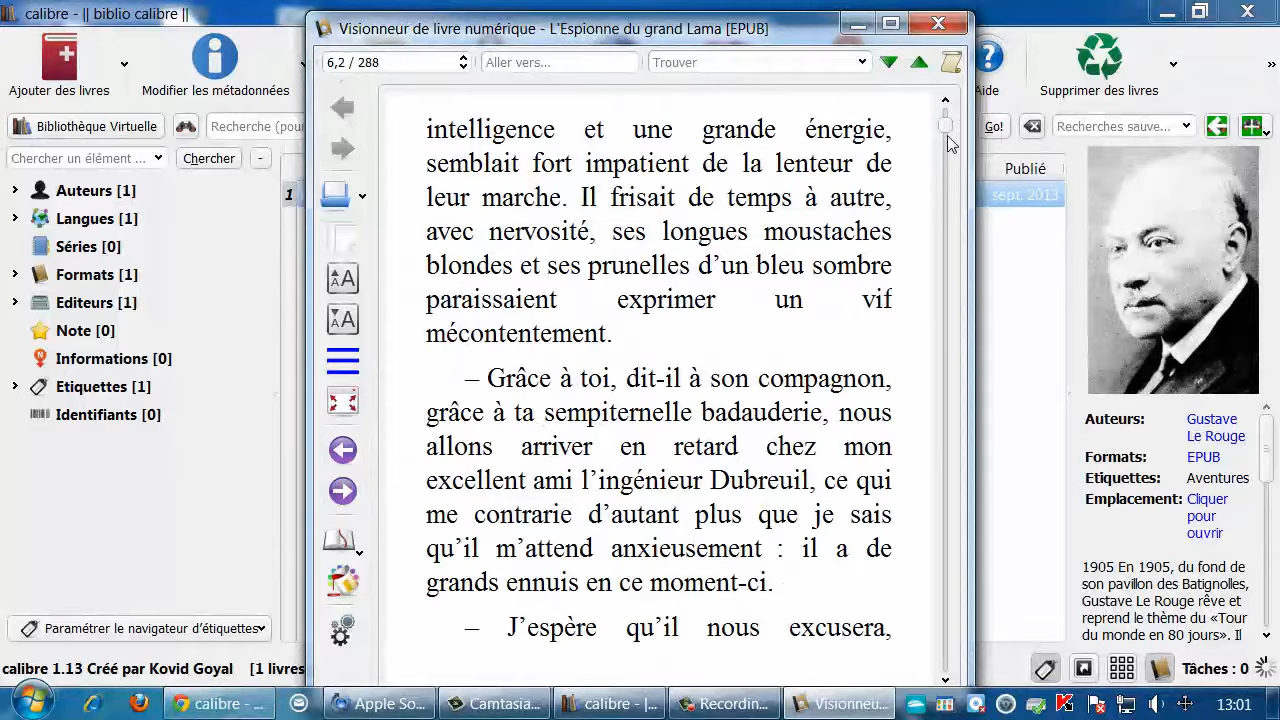 calibre - || biblio calibre ||
Visionneur de livre numérique - L'Espionne du grand Lama [EPUB]
6,2 / 288
Aller vers...
Trouver
Ajouter des livres
Modifier les métadonnées
Aide
Supprimer des livres
»
Bibliothèque Virtuelle
Recherche (pou
Go!
Recherches sauve...
Chercher un élément ...
Chercher
-
1
Publié
sept. 2013
Auteurs [1]
Langues [1]
Séries [0]
Formats [1]
Editeurs [1]
Note [0]
Informations [0]
Etiquettes [1]
Identifiants [0]
intelligence et une grande énergie,
semblait fort impatient de la lenteur de
leur marche. Il frisait de temps à autre,
avec nervosité, ses longues moustaches
blondes et ses prunelles d’un bleu sombre
paraissaient exprimer un vif
mécontentement.
– Grâce à toi, dit-il à son compagnon,
grâce à ta sempiternelle badauderie, nous
allons arriver en retard chez mon
excellent ami l’ingénieur Dubreuil, ce qui
me contrarie d’autant plus que je sais
qu’il m’attend anxieusement : il a de
grands ennuis en ce moment-ci.
– J’espère qu’il nous excusera,
Auteurs: Gustave
Le Rouge
Formats: EPUB
Etiquettes: Aventures
Emplacement: Cliquer
pour
ouvrir
1905 En 1905, du fond de
son pavillon des Batignolles,
Gustave Le Rouge rêve et
reprend le thème du «Tour
du monde en 80 jours». Il
Paramétrer le navigateur d'étiquettes
calibre 1.13 Créé par Kovid Goyal [1 livres
Tâches : 0
calibre - ...
Apple So...
Camtasia...
calibre - |...
Recordin...
Visionneu...
13:01